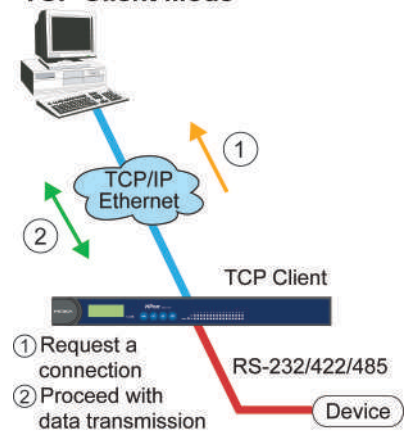 TCP Client Mode
①
TCP/IP
Ethernet
②
TCP Client
① Request a
connection
② Proceed with
data transmission
RS-232/422/485
Device